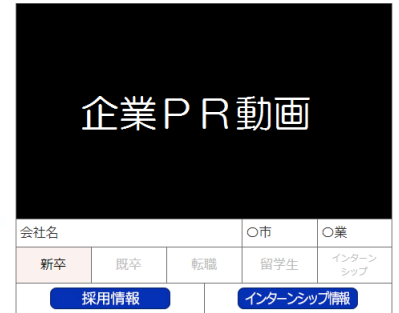 企業ＰＲ動画
会社名 〇市 〇業
新卒 既卒 転職 留学生 インターン
シップ
採用情報 インターンシップ情報